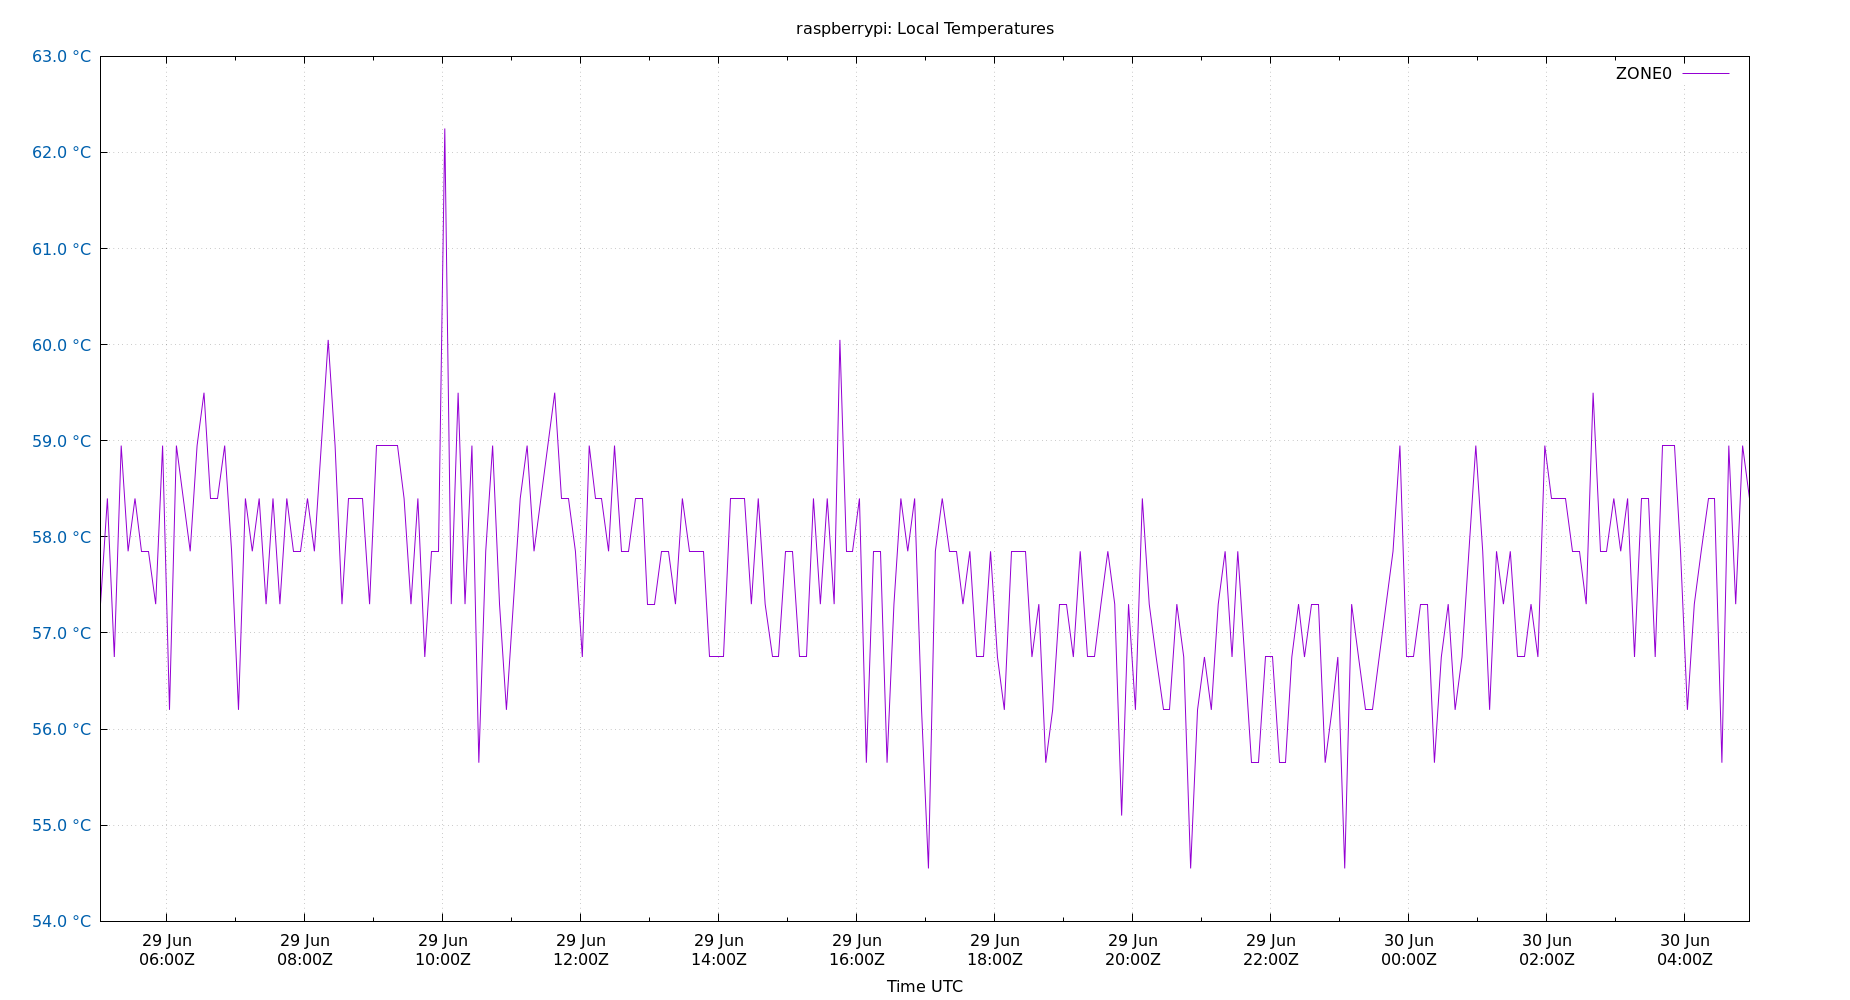 raspberrypi: Local Temperatures
63.0 °C
ZONE0
62.0 °C
61.0 °C
60.0 °C
59.0 °C
58.0 °C
57.0 °C
56.0 °C
55.0 °C
54.0 °C
29 Jun 29 Jun 29 Jun 29 Jun 29 Jun 29 Jun 29 Jun 29 Jun 29 Jun 30 Jun 30 Jun 30 Jun
06:00Z 08:00Z 10:00Z 12:00Z 14:00Z 16:00Z 18:00Z 20:00Z 22:00Z 00:00Z 02:00Z 04:00Z
Time UTC